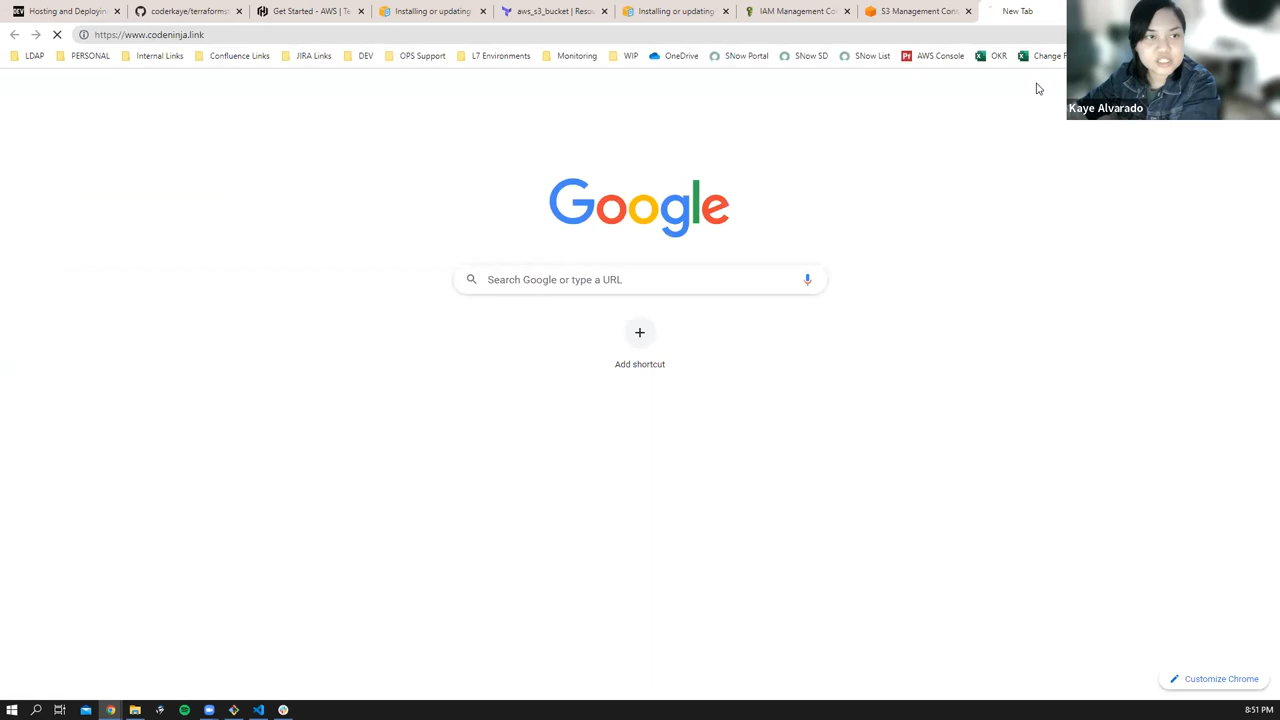 Hosting and Deployin
coderkaye/terraform
Get Started - AWS | Te
Installing or updating
aws_s3_bucket | Reso
Installing or updating
IAM Management Co
S3 Management Con
New Tab
https://www.codeninja.link
LDAP
PERSONAL
Internal Links
Confluence Links
JIRA Links
DEV
OPS Support
L7 Environments
Monitoring
WIP
OneDrive
SNow Portal
SNow SD
SNow List
AWS Console
OKR
Change F
Kaye Alvarado
Google
Search Google or type a URL
Add shortcut
Customize Chrome
8:51 PM